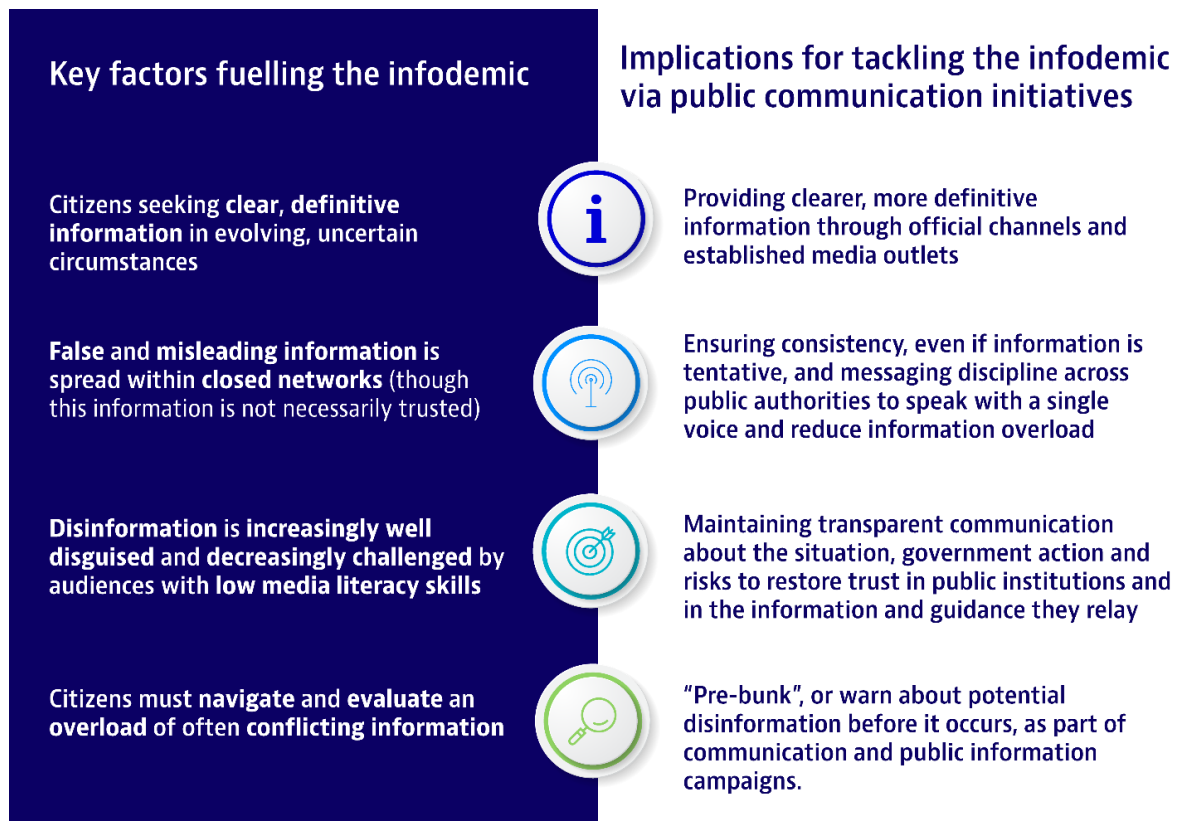 Key factors fuelling the infodemic
Implications for tackling the infodemic
via public communication initiatives
Citizens seeking clear, definitive
information in evolving, uncertain
circumstances
Providing clearer, more definitive
information through official channels and
established media outlets
False and misleading information is
spread within closed networks (though
this information is not necessarily trusted)
Ensuring consistency, even if information is
tentative, and messaging discipline across
public authorities to speak with a single
voice and reduce information overload
Disinformation is increasingly well
disguised and decreasingly challenged by
audiences with low media literacy skills
Maintaining transparent communication
about the situation, government action and
risks to restore trust in public institutions and
in the information and guidance they relay
Citizens must navigate and evaluate an
overload of often conflicting information
“Pre-bunk”, or warn about potential
disinformation before it occurs, as part of
communication and public information
campaigns.